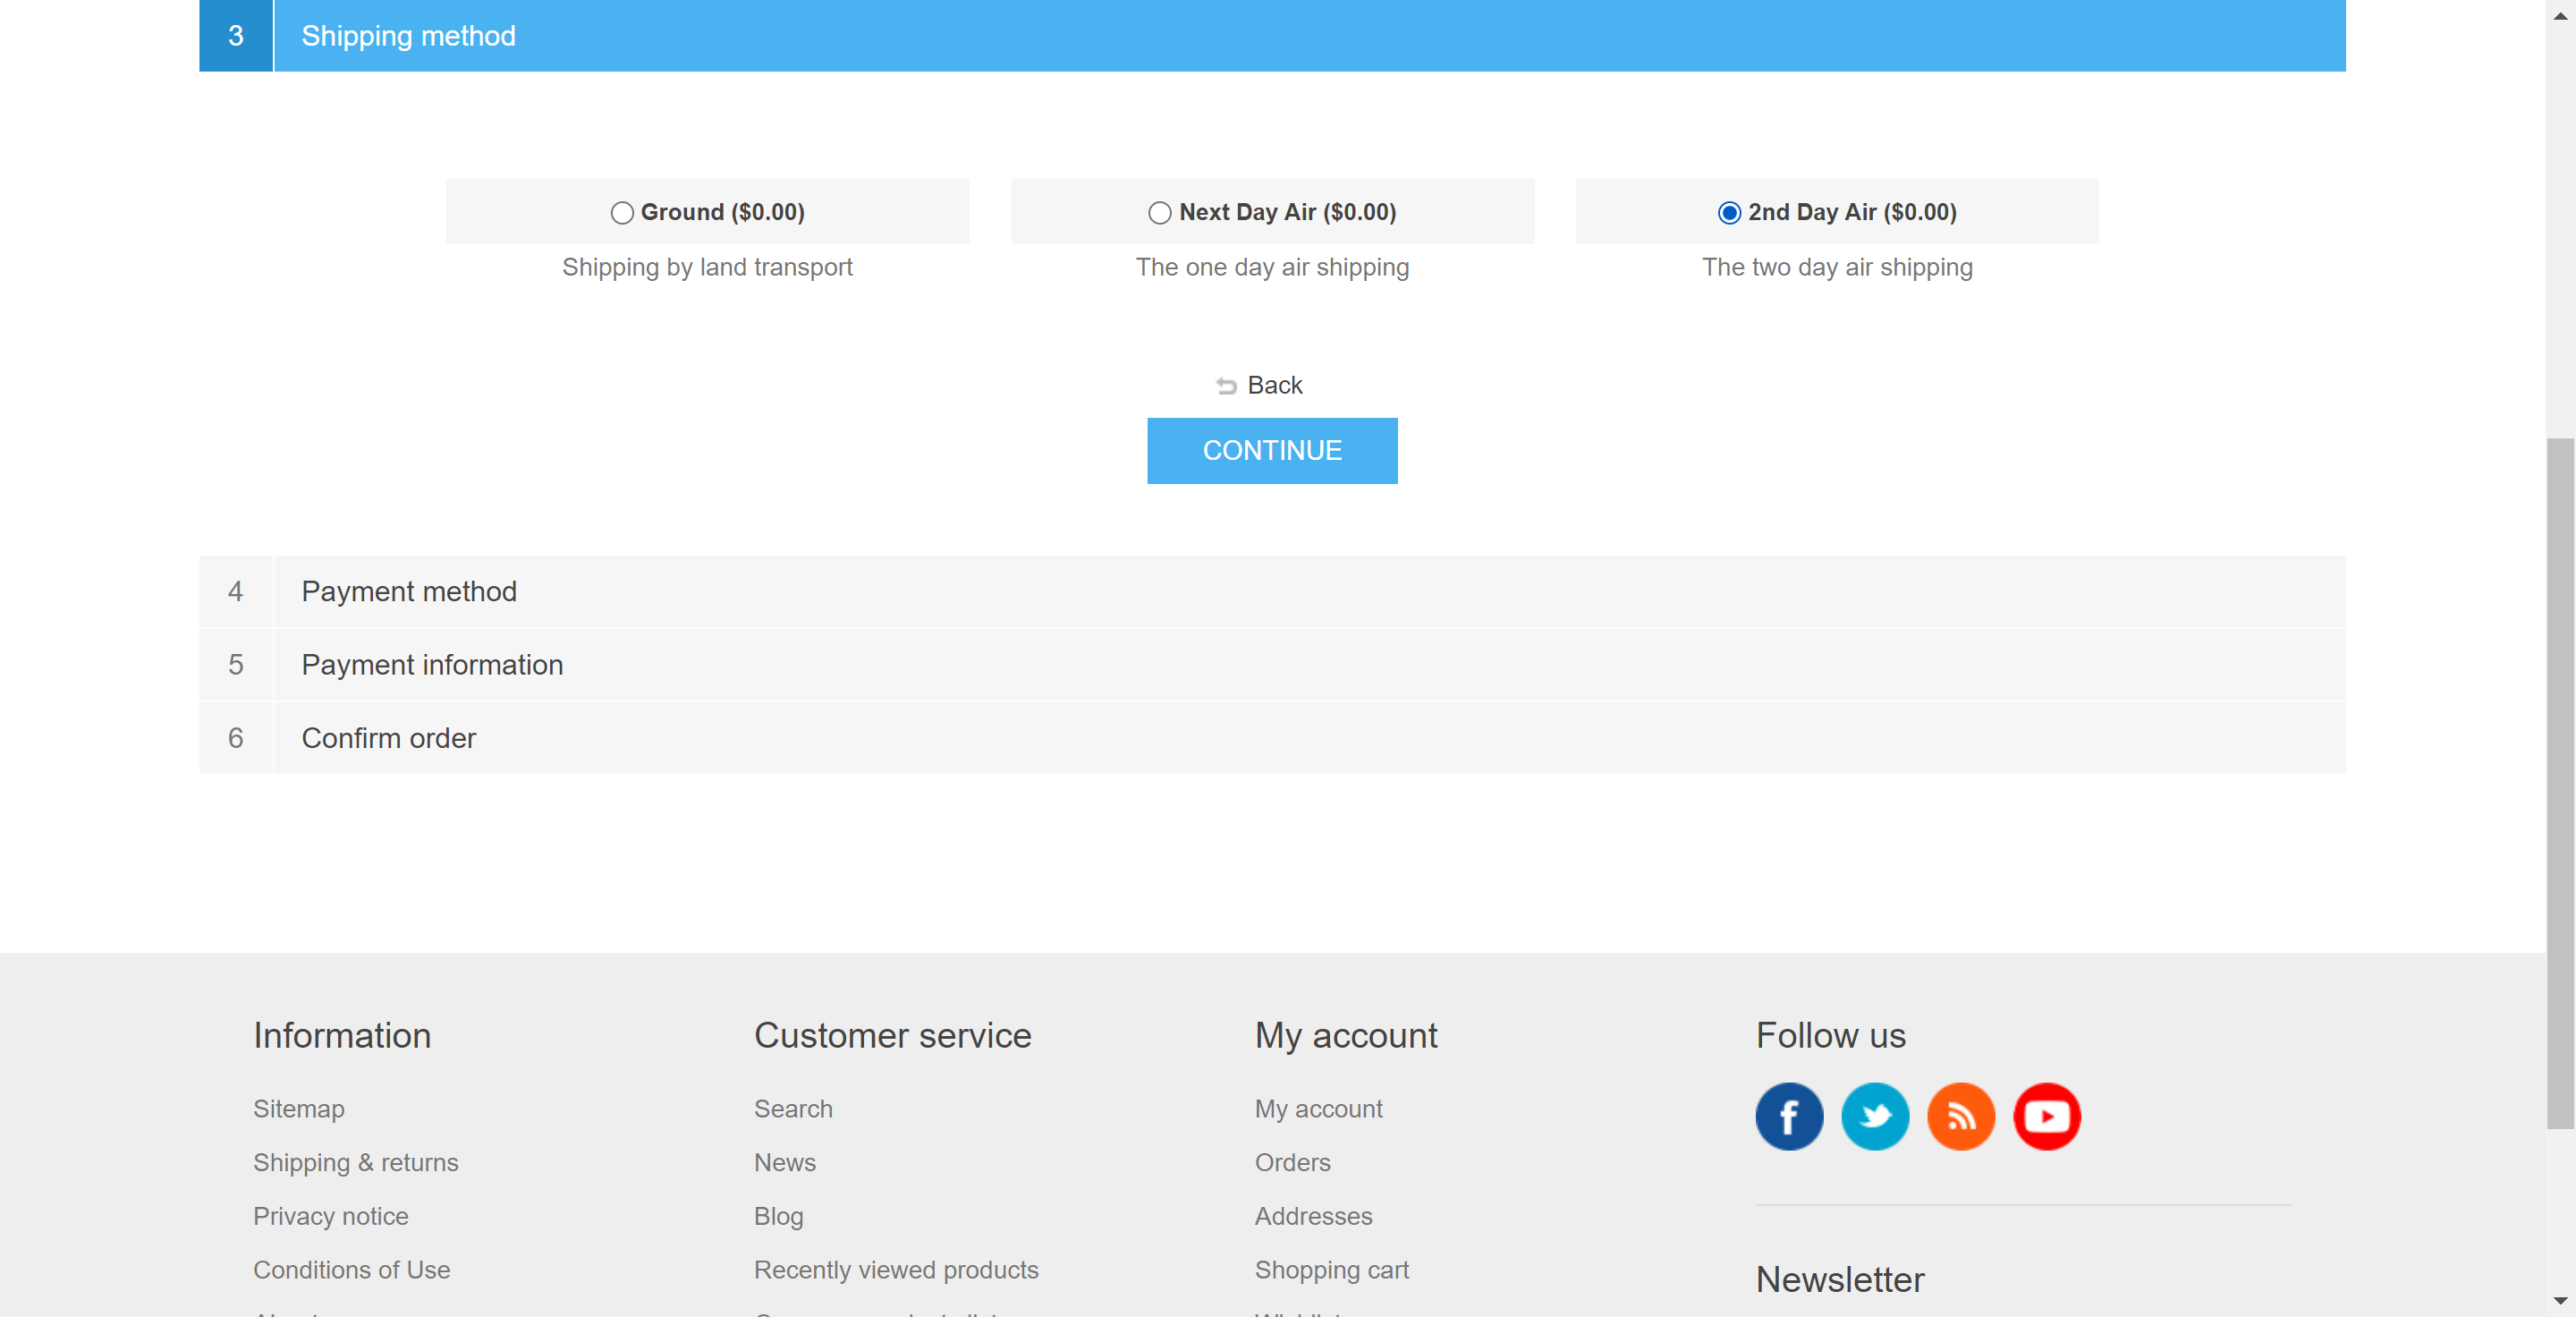 3 Shipping method
Ground ($0.00) Next Day Air ($0.00) 2nd Day Air ($0.00)
Shipping by land transport The one day air shipping The two day air shipping
Back
CONTINUE
4 Payment method
5 Payment information
6 Confirm order
Information Customer service My account Follow us
Sitemap Search My account
Shipping & returns News Orders
Privacy notice Blog Addresses
Conditions of Use Recently viewed products Shopping cart
Newsletter